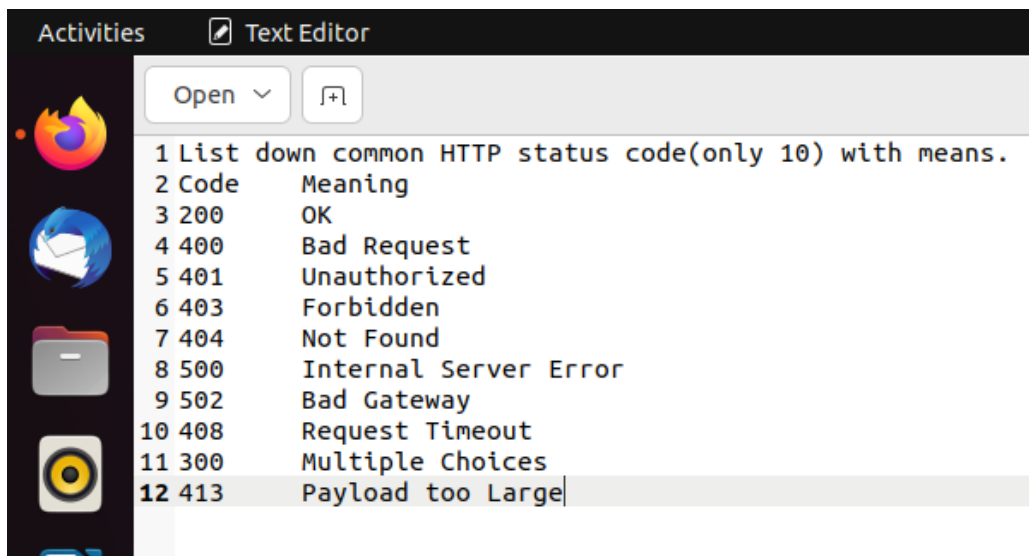 Activities Text Editor
Open
1 List down common HTTP status code(only 10) with means.
2 Code Meaning
3 200 OK
4 400 Bad Request
5 401 Unauthorized
6 403 Forbidden
7 404 Not Found
8 500 Internal Server Error
9 502 Bad Gateway
10 408 Request Timeout
11 300 Multiple Choices
12 413 Payload too Large